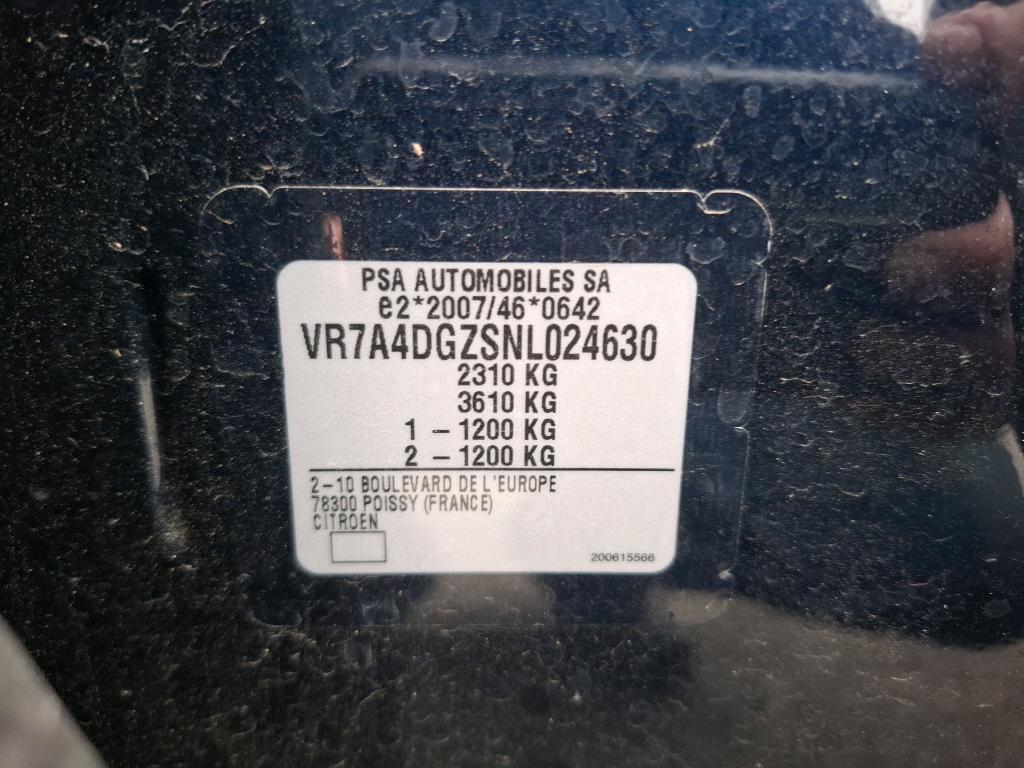 PSA AUTOMOBILES SA
e2*2007/46*0642
VR7A4DGZSNL024630
2310 KG
3610 KG
1 - 1200 KG
2 - 1200 KG
2-10 BOULEVARD DE L'EUROPE
78300 POISSY (FRANCE)
CITROEN
200615566